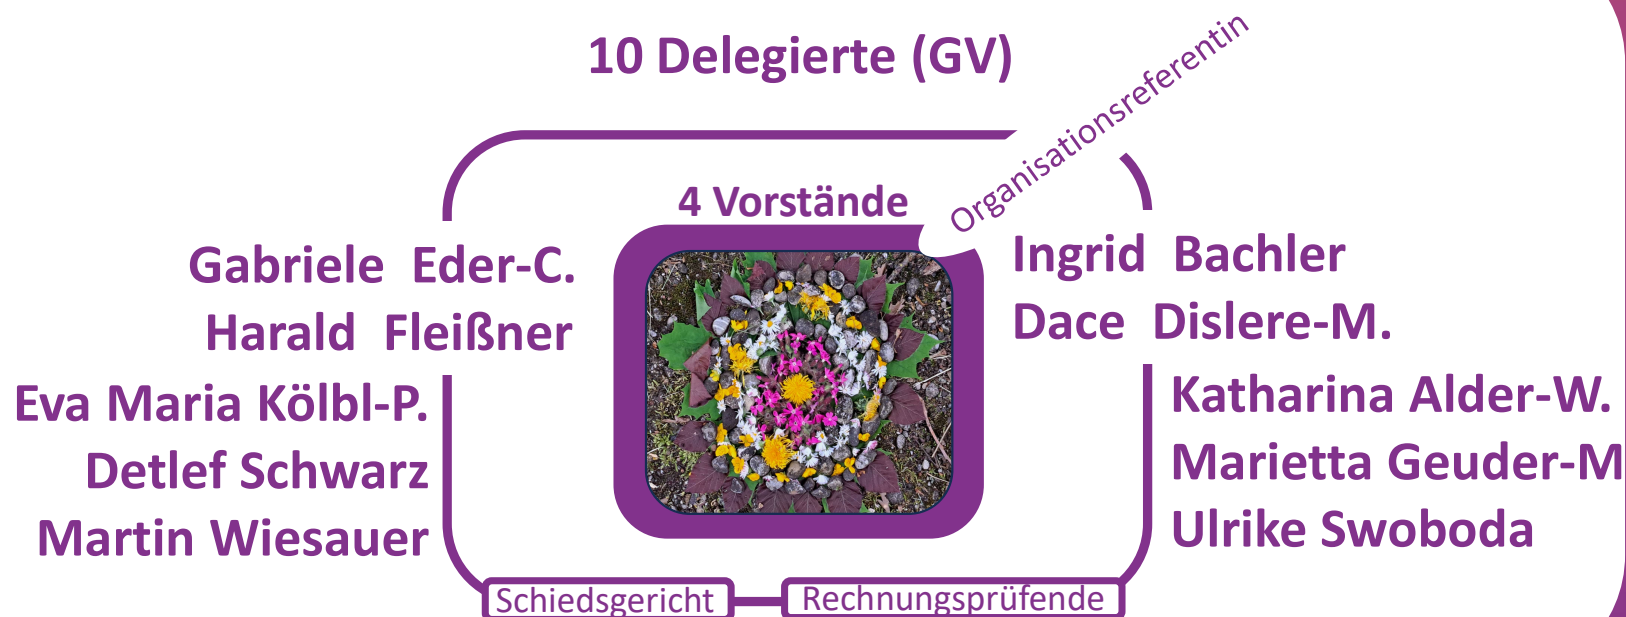 10 Delegierte (GV)
Organisationsreferentin
4 Vorstände
Gabriele Eder-C.
Harald Fleißner
Eva Maria Kölbl-P.
Detlef Schwarz
Martin Wiesauer
Ingrid Bachler
Dace Dislere-M.
Katharina Alder-W.
Marietta Geuder-M
Ulrike Swoboda
Schiedsgericht
Rechnungsprüfende